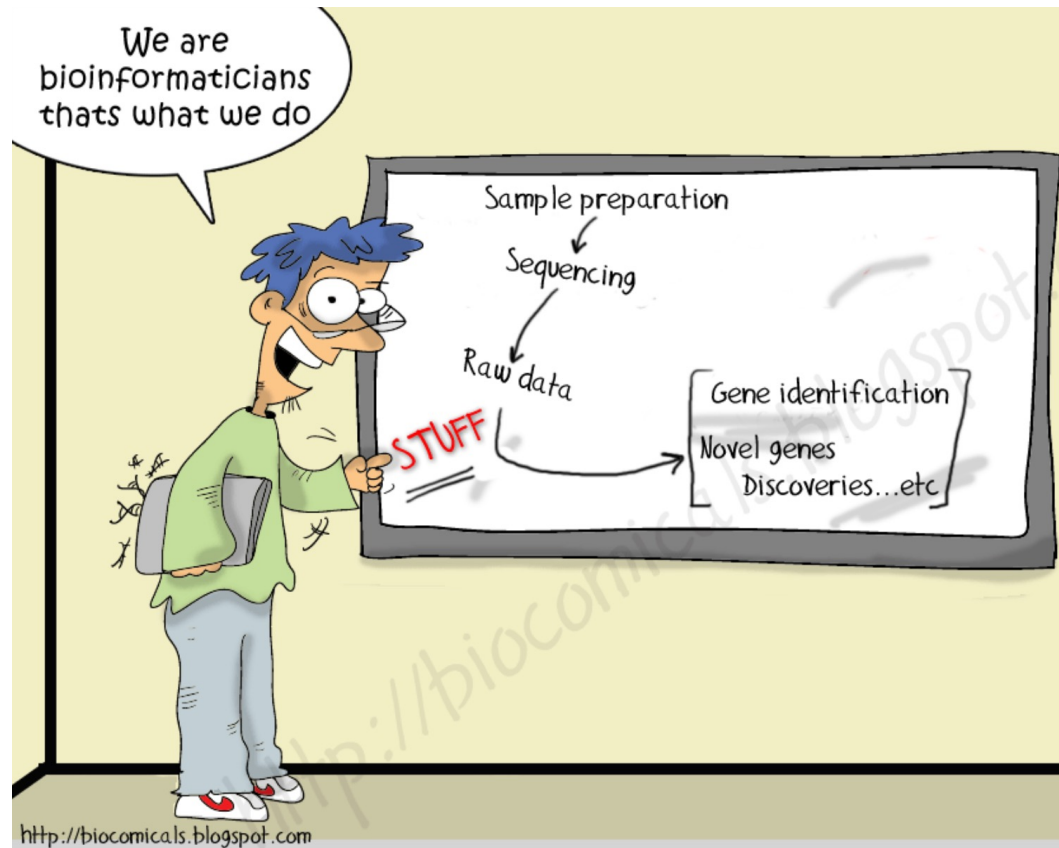 We are
bioinformaticians
thats what we do
Sample preparation
Sequencing
Raw data
STUFF
Gene identification
Novel genes
Discoveries...etc
http://biocomicals.blogspot
http://biocomicals.blogspot.com